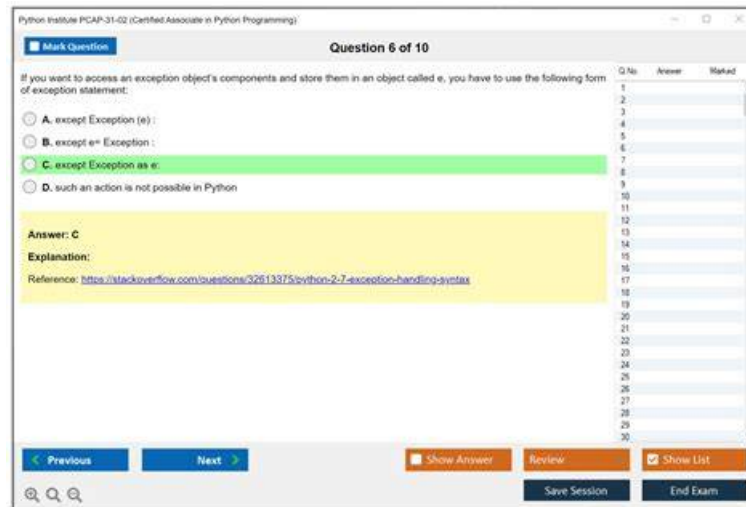 Python Institute PCAP-31-02 (Certified Associate in Python Programming)
Mark Question
Question 6 of 10
If you want to access an exception object's components and store them in an object called e, you have to use the following form
of exception statement:
A. except Exception (e) :
B. except e= Exception :
C. except Exception as e:
D. such an action is not possible in Python
Answer: C
Explanation:
Reference: https://stackoverflow.com/questions/32613375/python-2-7-exception-handling-syntax
Q.No. Answer Marked
1
2
3
4
5
6
7
8
9
10
11
12
13
14
15
16
17
18
19
20
21
22
23
24
25
26
27
28
29
30
Previous
Next
Show Answer
Review
Show List
Save Session
End Exam